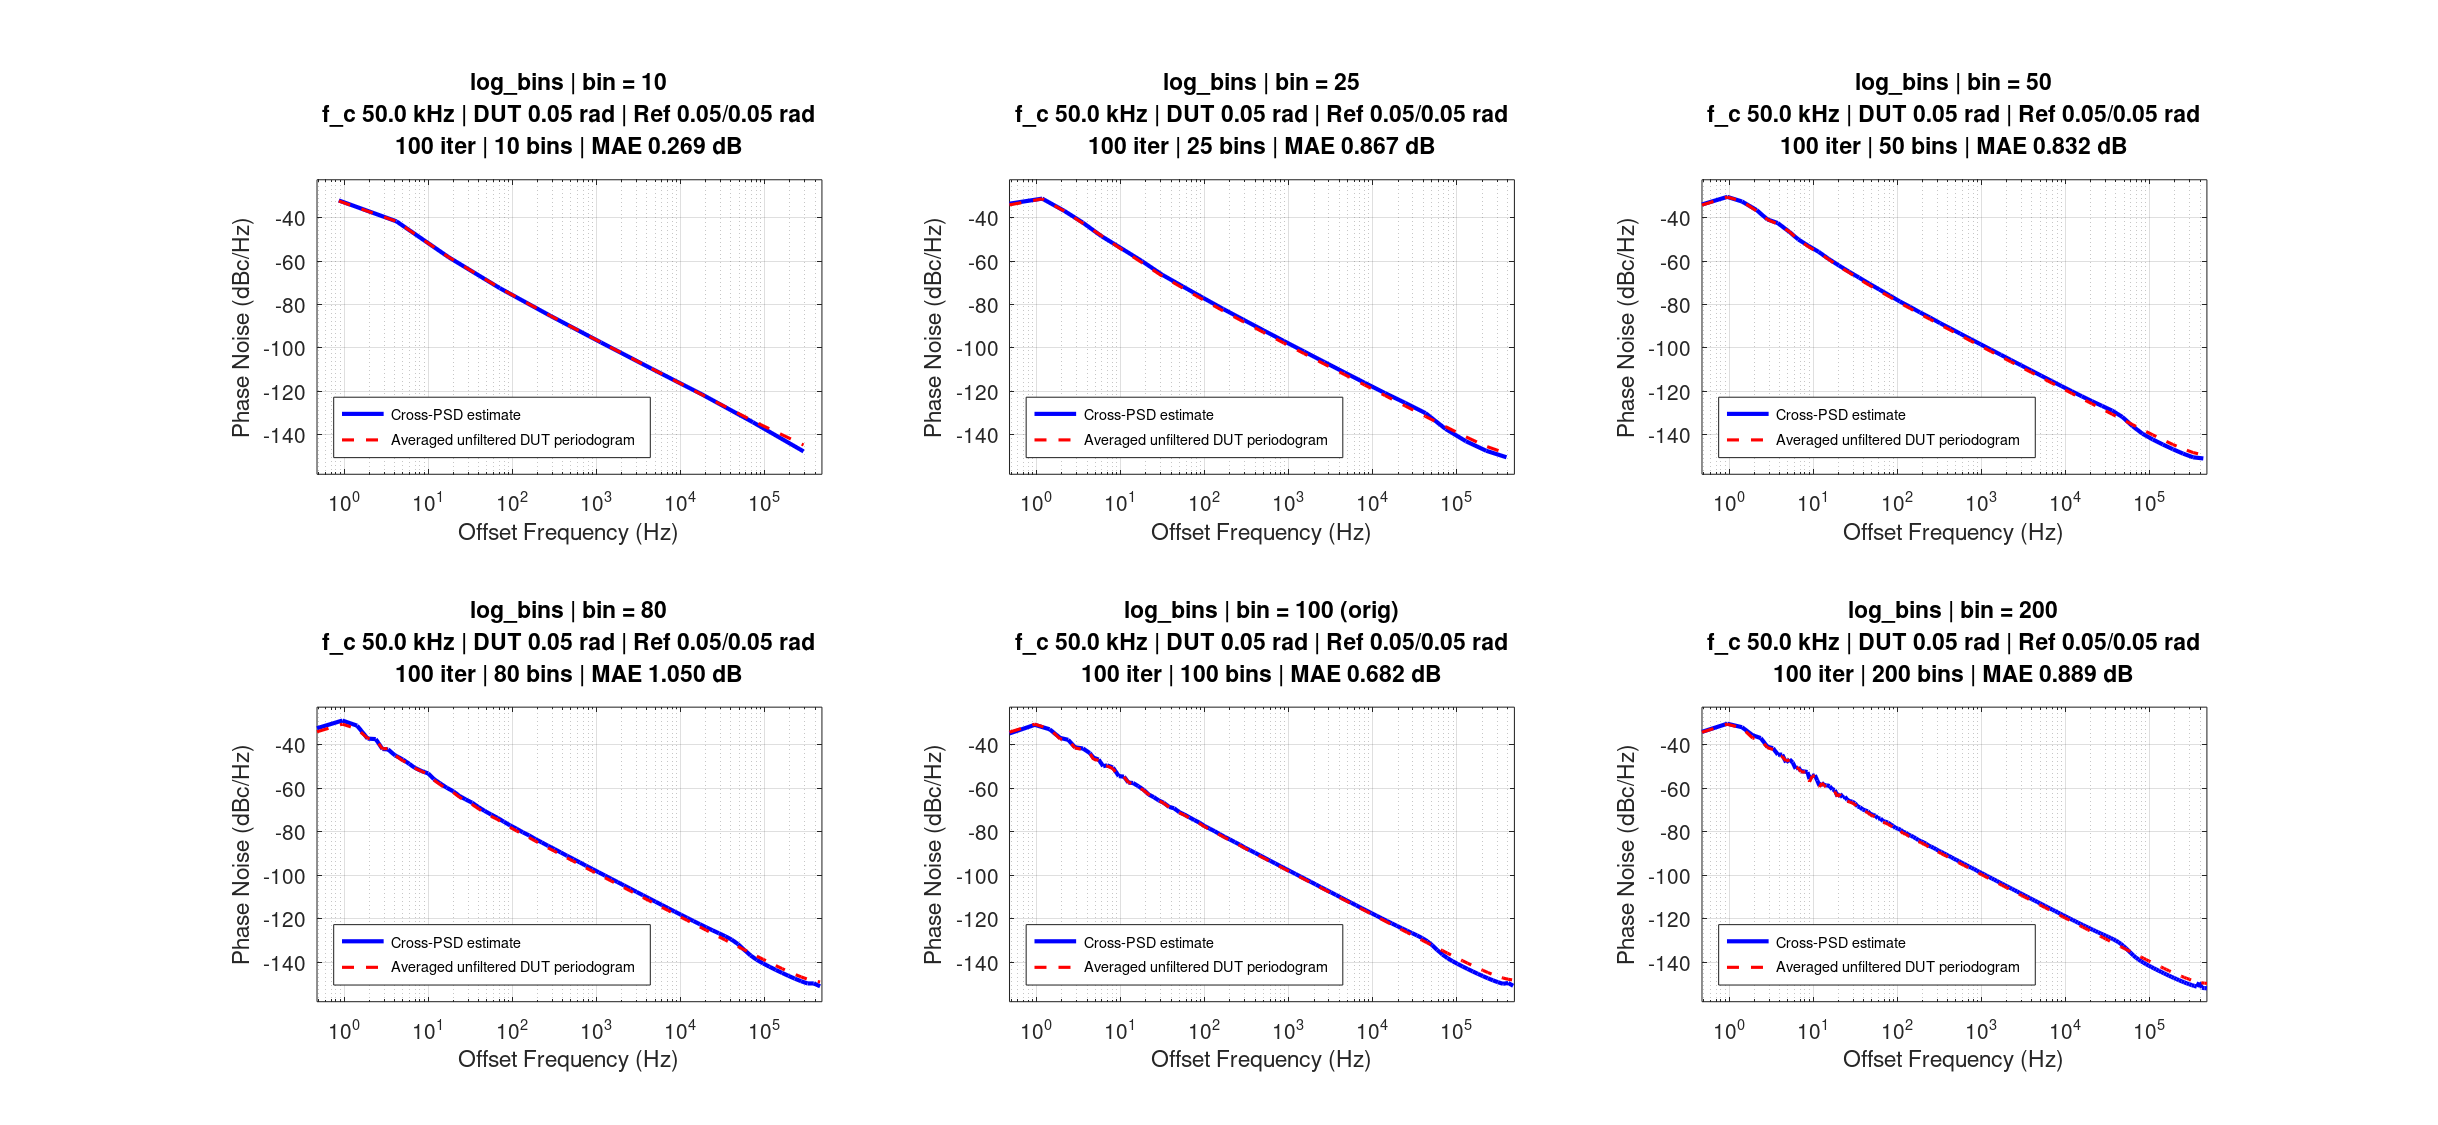 log_bins | bin = 10
f_c 50.0 kHz | DUT 0.05 rad | Ref 0.05/0.05 rad
100 iter | 10 bins | MAE 0.269 dB
Phase Noise (dBc/Hz)
-40
-60
-80
-100
-120
-140
Cross-PSD estimate
Averaged unfiltered DUT periodogram
10^0 10^1 10^2 10^3 10^4 10^5
Offset Frequency (Hz)
log_bins | bin = 25
f_c 50.0 kHz | DUT 0.05 rad | Ref 0.05/0.05 rad
100 iter | 25 bins | MAE 0.867 dB
Phase Noise (dBc/Hz)
-40
-60
-80
-100
-120
-140
Cross-PSD estimate
Averaged unfiltered DUT periodogram
10^0 10^1 10^2 10^3 10^4 10^5
Offset Frequency (Hz)
log_bins | bin = 50
f_c 50.0 kHz | DUT 0.05 rad | Ref 0.05/0.05 rad
100 iter | 50 bins | MAE 0.832 dB
Phase Noise (dBc/Hz)
-40
-60
-80
-100
-120
-140
Cross-PSD estimate
Averaged unfiltered DUT periodogram
10^0 10^1 10^2 10^3 10^4 10^5
Offset Frequency (Hz)
log_bins | bin = 80
f_c 50.0 kHz | DUT 0.05 rad | Ref 0.05/0.05 rad
100 iter | 80 bins | MAE 1.050 dB
Phase Noise (dBc/Hz)
-40
-60
-80
-100
-120
-140
Cross-PSD estimate
Averaged unfiltered DUT periodogram
10^0 10^1 10^2 10^3 10^4 10^5
Offset Frequency (Hz)
log_bins | bin = 100 (orig)
f_c 50.0 kHz | DUT 0.05 rad | Ref 0.05/0.05 rad
100 iter | 100 bins | MAE 0.682 dB
Phase Noise (dBc/Hz)
-40
-60
-80
-100
-120
-140
Cross-PSD estimate
Averaged unfiltered DUT periodogram
10^0 10^1 10^2 10^3 10^4 10^5
Offset Frequency (Hz)
log_bins | bin = 200
f_c 50.0 kHz | DUT 0.05 rad | Ref 0.05/0.05 rad
100 iter | 200 bins | MAE 0.889 dB
Phase Noise (dBc/Hz)
-40
-60
-80
-100
-120
-140
Cross-PSD estimate
Averaged unfiltered DUT periodogram
10^0 10^1 10^2 10^3 10^4 10^5
Offset Frequency (Hz)